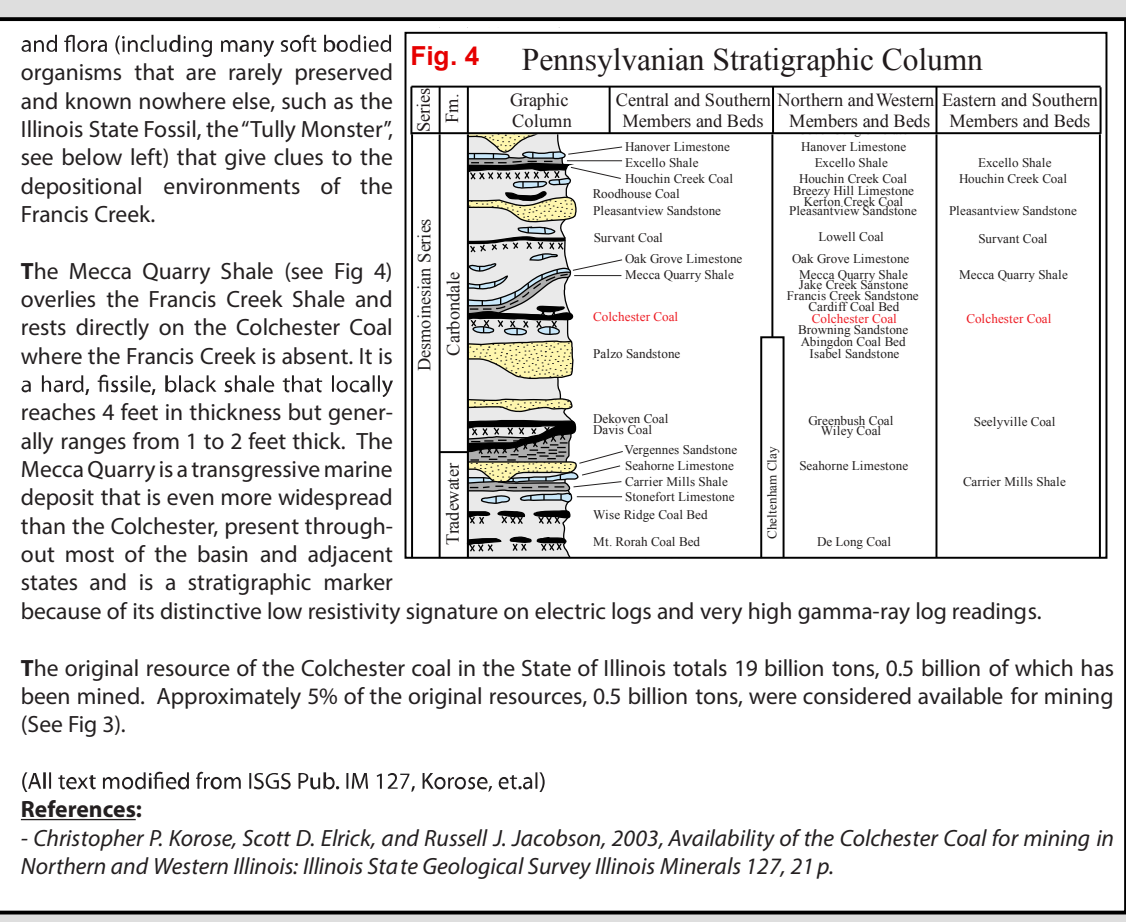 and flora (including many soft bodied
organisms that are rarely preserved
and known nowhere else, such as the
Illinois State Fossil, the “Tully Monster”,
see below left) that give clues to the
depositional environments of the
Francis Creek.
The Mecca Quarry Shale (see Fig 4)
overlies the Francis Creek Shale and
rests directly on the Colchester Coal
where the Francis Creek is absent. It is
a hard, fissile, black shale that locally
reaches 4 feet in thickness but gener-
ally ranges from 1 to 2 feet thick. The
Mecca Quarry is a transgressive marine
deposit that is even more widespread
than the Colchester, present through-
out most of the basin and adjacent
states and is a stratigraphic marker
because of its distinctive low resistivity signature on electric logs and very high gamma-ray log readings.
Fig. 4 Pennsylvanian Stratigraphic Column
Series
Fm.
Graphic
Column
Central and Southern
Members and Beds
Northern and Western
Members and Beds
Eastern and Southern
Members and Beds
Desmoinesian Series
Carbondale
Tradewater
Hanover Limestone
Excello Shale
Houchin Creek Coal
Roodhouse Coal
Pleasantview Sandstone
Survant Coal
Oak Grove Limestone
Mecca Quarry Shale
Colchester Coal
Palzo Sandstone
Dekoven Coal
Davis Coal
Vergennes Sandstone
Seahorne Limestone
Carrier Mills Shale
Stonefort Limestone
Wise Ridge Coal Bed
Mt. Rorah Coal Bed
Cheltenham Clay
Hanover Limestone
Excello Shale
Houchin Creek Coal
Breezy Hill Limestone
Kerton Creek Coal
Pleasantview Sandstone
Lowell Coal
Oak Grove Limestone
Mecca Quarry Shale
Jake Creek Sanstone
Francis Creek Sandstone
Cardiff Coal Bed
Colchester Coal
Browning Sandstone
Abingdon Coal Bed
Isabel Sandstone
Greenbush Coal
Wiley Coal
Seahorne Limestone
De Long Coal
Excello Shale
Houchin Creek Coal
Pleasantview Sandstone
Survant Coal
Mecca Quarry Shale
Colchester Coal
Seelyville Coal
Carrier Mills Shale
The original resource of the Colchester coal in the State of Illinois totals 19 billion tons, 0.5 billion of which has
been mined. Approximately 5% of the original resources, 0.5 billion tons, were considered available for mining
(See Fig 3).
(All text modified from ISGS Pub. IM 127, Korose, et.al)
References:
- Christopher P. Korose, Scott D. Elrick, and Russell J. Jacobson, 2003, Availability of the Colchester Coal for mining in
Northern and Western Illinois: Illinois State Geological Survey Illinois Minerals 127, 21 p.